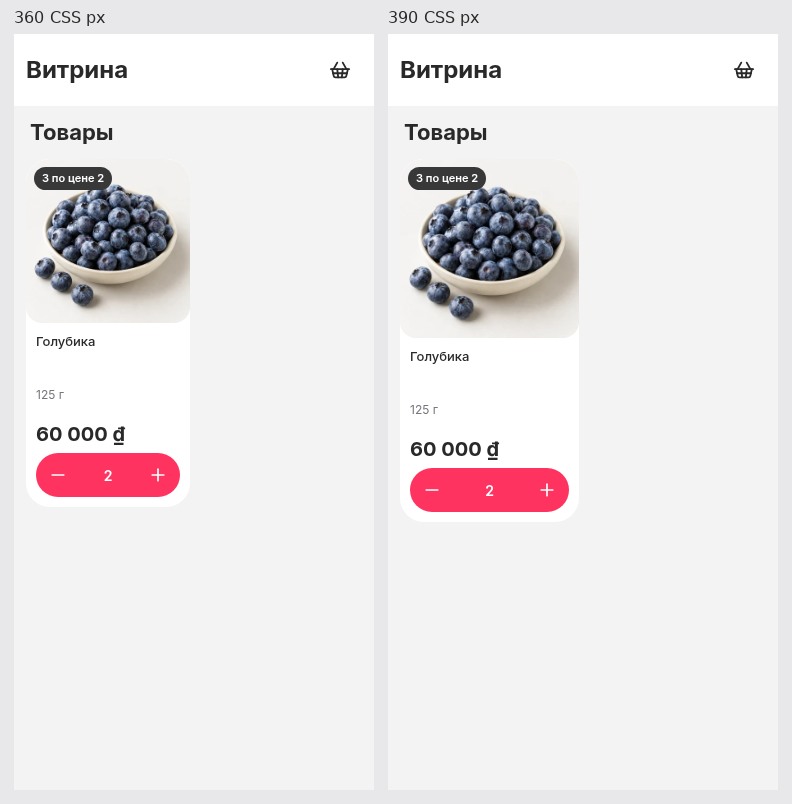 360 CSS px
Витрина
Товары
3 по цене 2
Голубика
125 г
60 000 ₫
2
390 CSS px
Витрина
Товары
3 по цене 2
Голубика
125 г
60 000 ₫
2